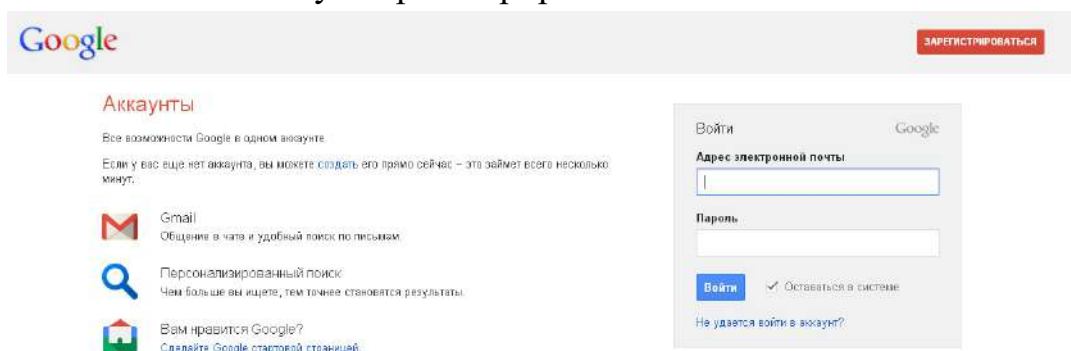 Google
ЗАРЕГИСТРИРОВАТЬСЯ
Аккаунты
Все возможности Google в одном аккаунте
Если у вас еще нет аккаунта, вы можете создать его прямо сейчас – это займет всего несколько
минут.
Gmail
Общение в чате и удобный поиск по письмам.
Персонализированный поиск
Чем больше вы ищете, тем точнее становятся результаты.
Вам нравится Google?
Сделайте Google стартовой страницей.
Войти Google
Адрес электронной почты
Пароль
Войти Оставаться в системе
Не удается войти в аккаунт?